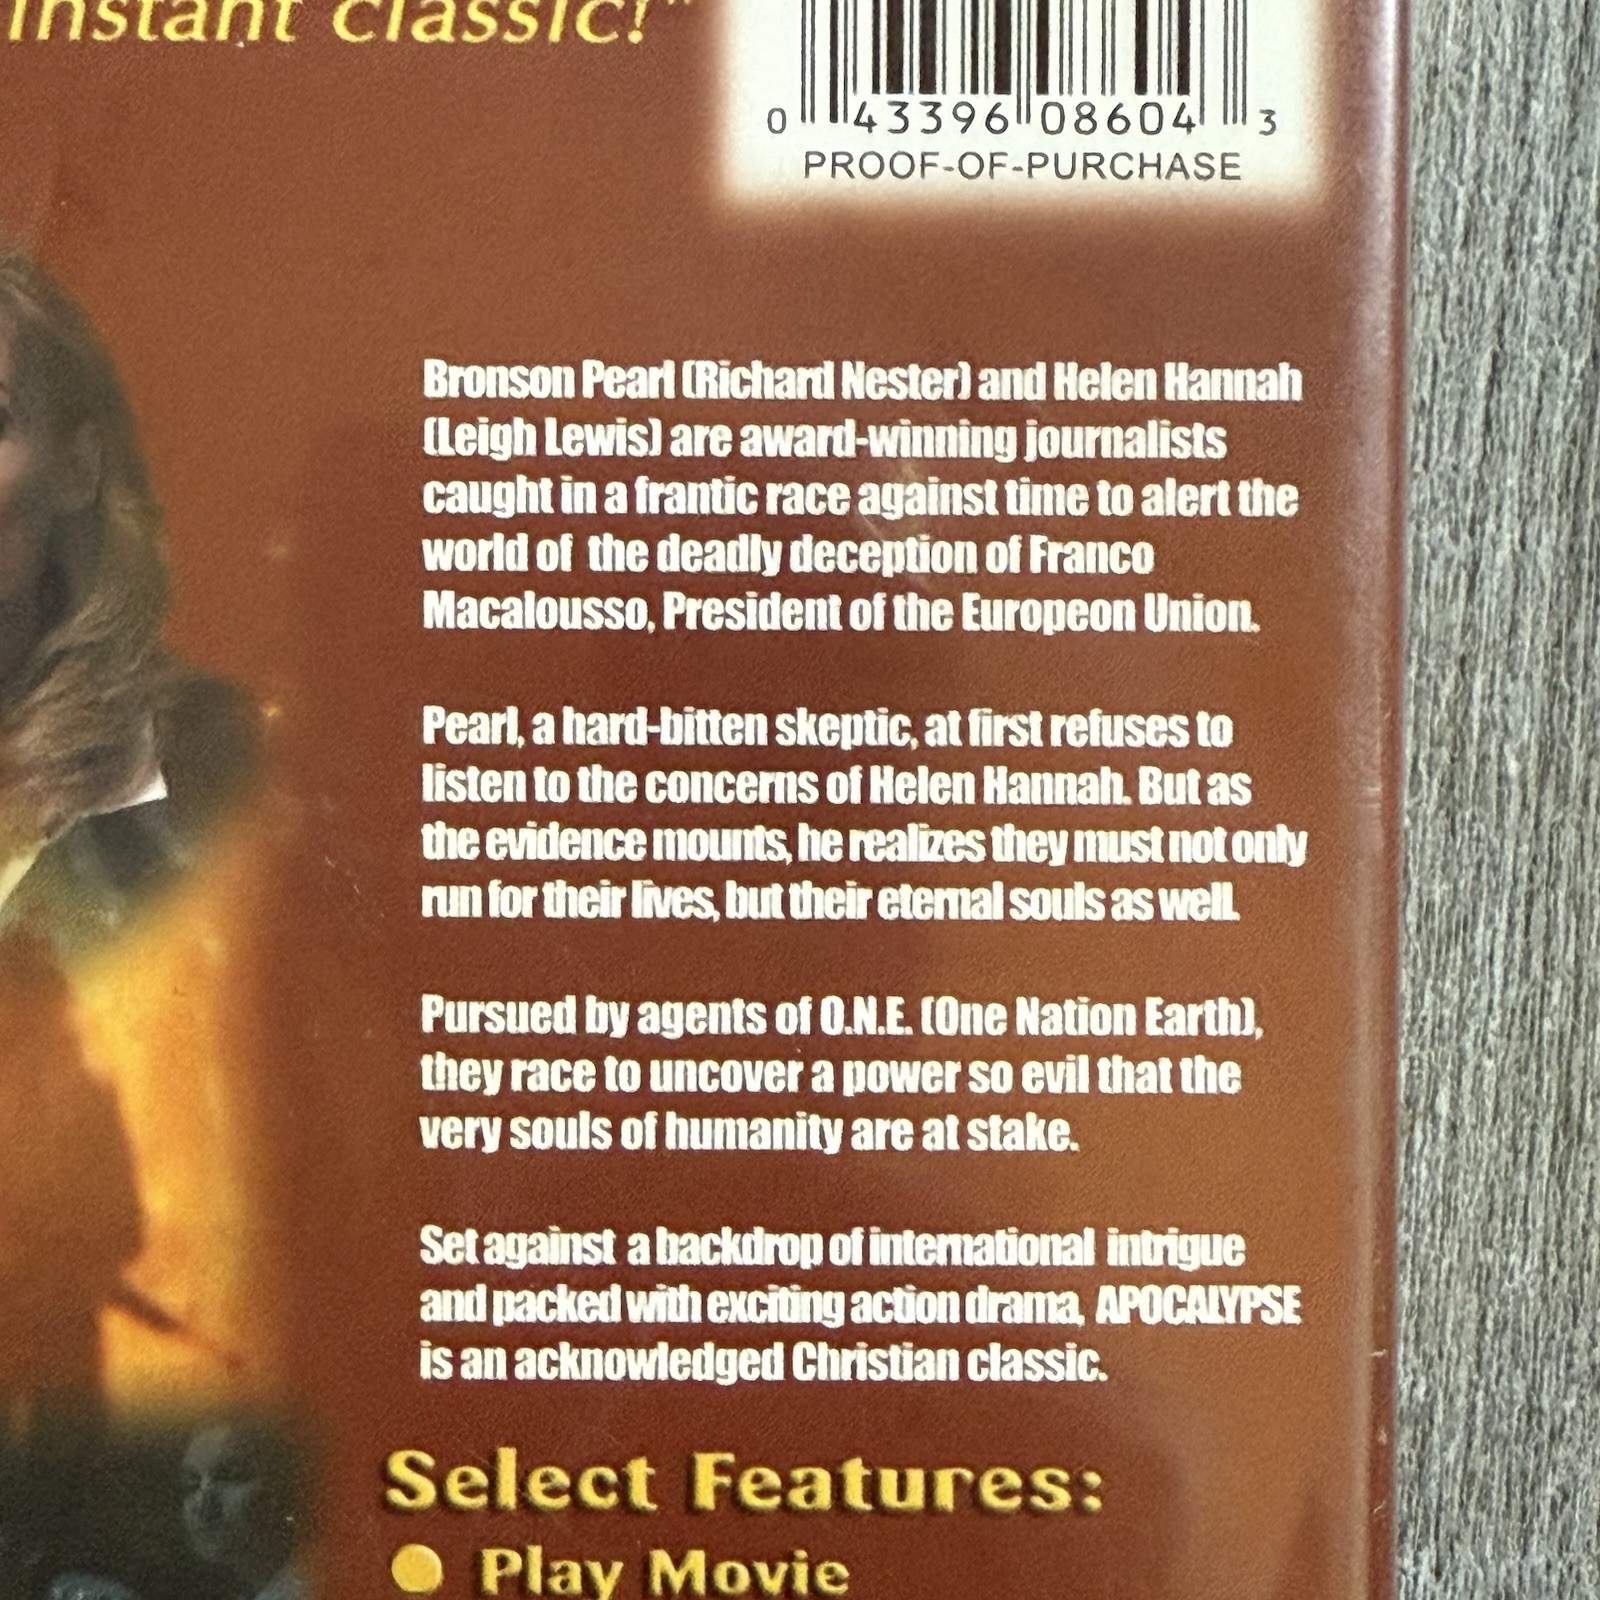 instant classic!"
0 43396 08604 3
PROOF-OF-PURCHASE
Bronson Pearl (Richard Nester) and Helen Hannah
(Leigh Lewis) are award-winning journalists
caught in a frantic race against time to alert the
world of the deadly deception of Franco
Macalousso, President of the Europeon Union.
Pearl, a hard-bitten skeptic, at first refuses to
listen to the concerns of Helen Hannah. But as
the evidence mounts, he realizes they must not only
run for their lives, but their eternal souls as well.
Pursued by agents of O.N.E. (One Nation Earth),
they race to uncover a power so evil that the
very souls of humanity are at stake.
Set against a backdrop of international intrigue
and packed with exciting action drama, APOCALYPSE
is an acknowledged Christian classic.
Select Features:
Play Movie